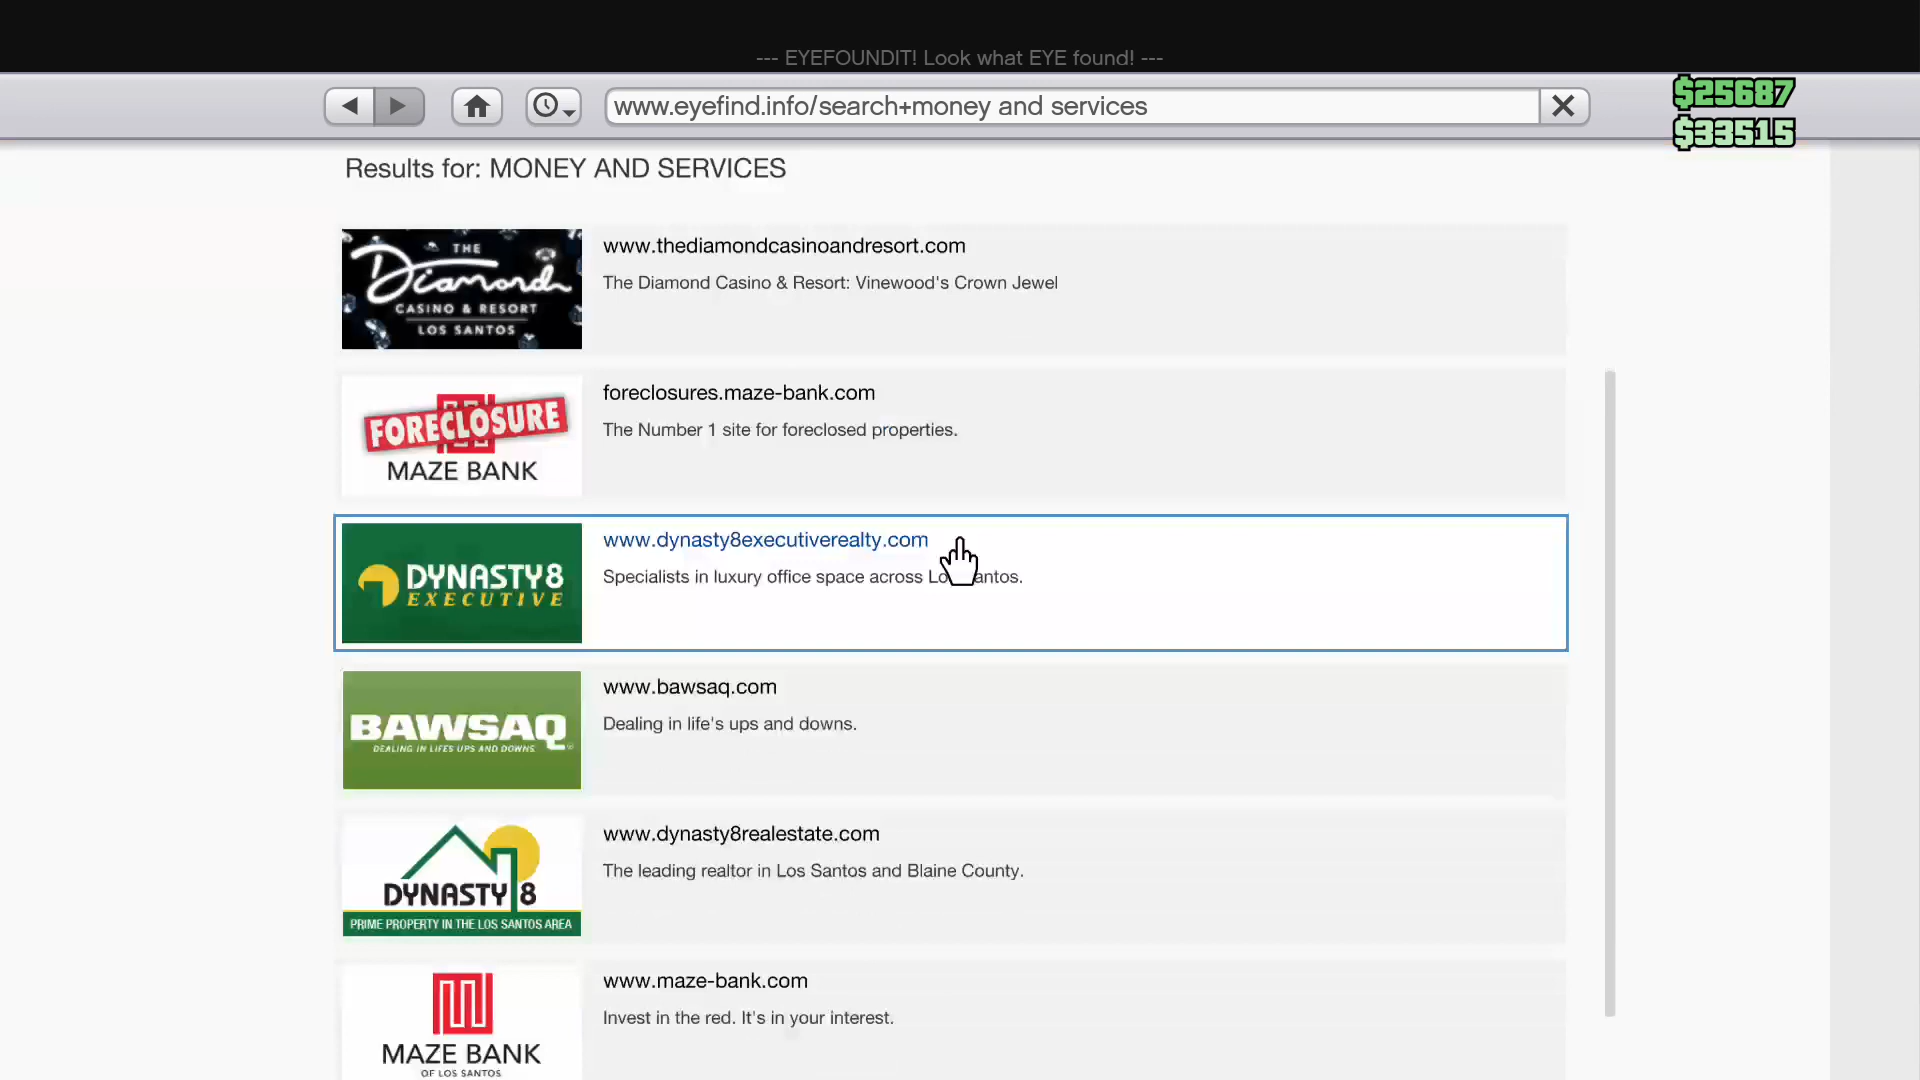 --- EYEFOUNDIT! Look what EYE found! ---
www.eyefind.info/search+money and services
$25687
$33515
Results for: MONEY AND SERVICES
THE
Diamond
CASINO & RESORT
LOS SANTOS
www.thediamondcasinoandresort.com
The Diamond Casino & Resort: Vinewood's Crown Jewel
FORECLOSURE
MAZE BANK
foreclosures.maze-bank.com
The Number 1 site for foreclosed properties.
DYNASTY8
EXECUTIVE
www.dynasty8executiverealty.com
Specialists in luxury office space across Lo antos.
BAWSAQ
DEALING IN LIFE'S UPS AND DOWNS
www.bawsaq.com
Dealing in life's ups and downs.
DYNASTY 8
PRIME PROPERTY IN THE LOS SANTOS AREA
www.dynasty8realestate.com
The leading realtor in Los Santos and Blaine County.
MAZE BANK
OF LOS SANTOS
www.maze-bank.com
Invest in the red. It's in your interest.